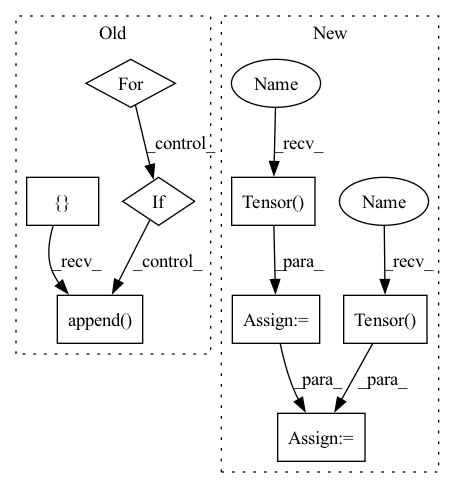 Old
New
For
Name
_control_
_recv_
{}
If
Tensor()
Name
_recv_
_control_
_para_
_recv_
append()
Assign:=
Tensor()
_para_
_para_
Assign:=